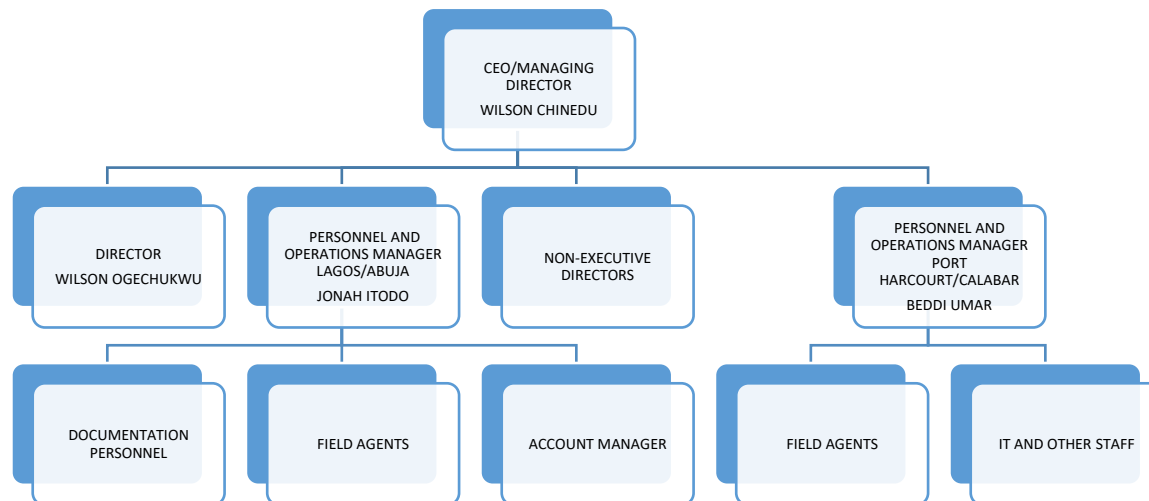 CEO/MANAGING
DIRECTOR
WILSON CHINEDU
DIRECTOR
WILSON OGECHUKWU
PERSONNEL AND
OPERATIONS MANAGER
LAGOS/ABUJA
JONAH ITODO
NON-EXECUTIVE
DIRECTORS
PERSONNEL AND
OPERATIONS MANAGER
PORT
HARCOURT/CALABAR
BEDDI UMAR
DOCUMENTATION
PERSONNEL
FIELD AGENTS
ACCOUNT MANAGER
FIELD AGENTS
IT AND OTHER STAFF